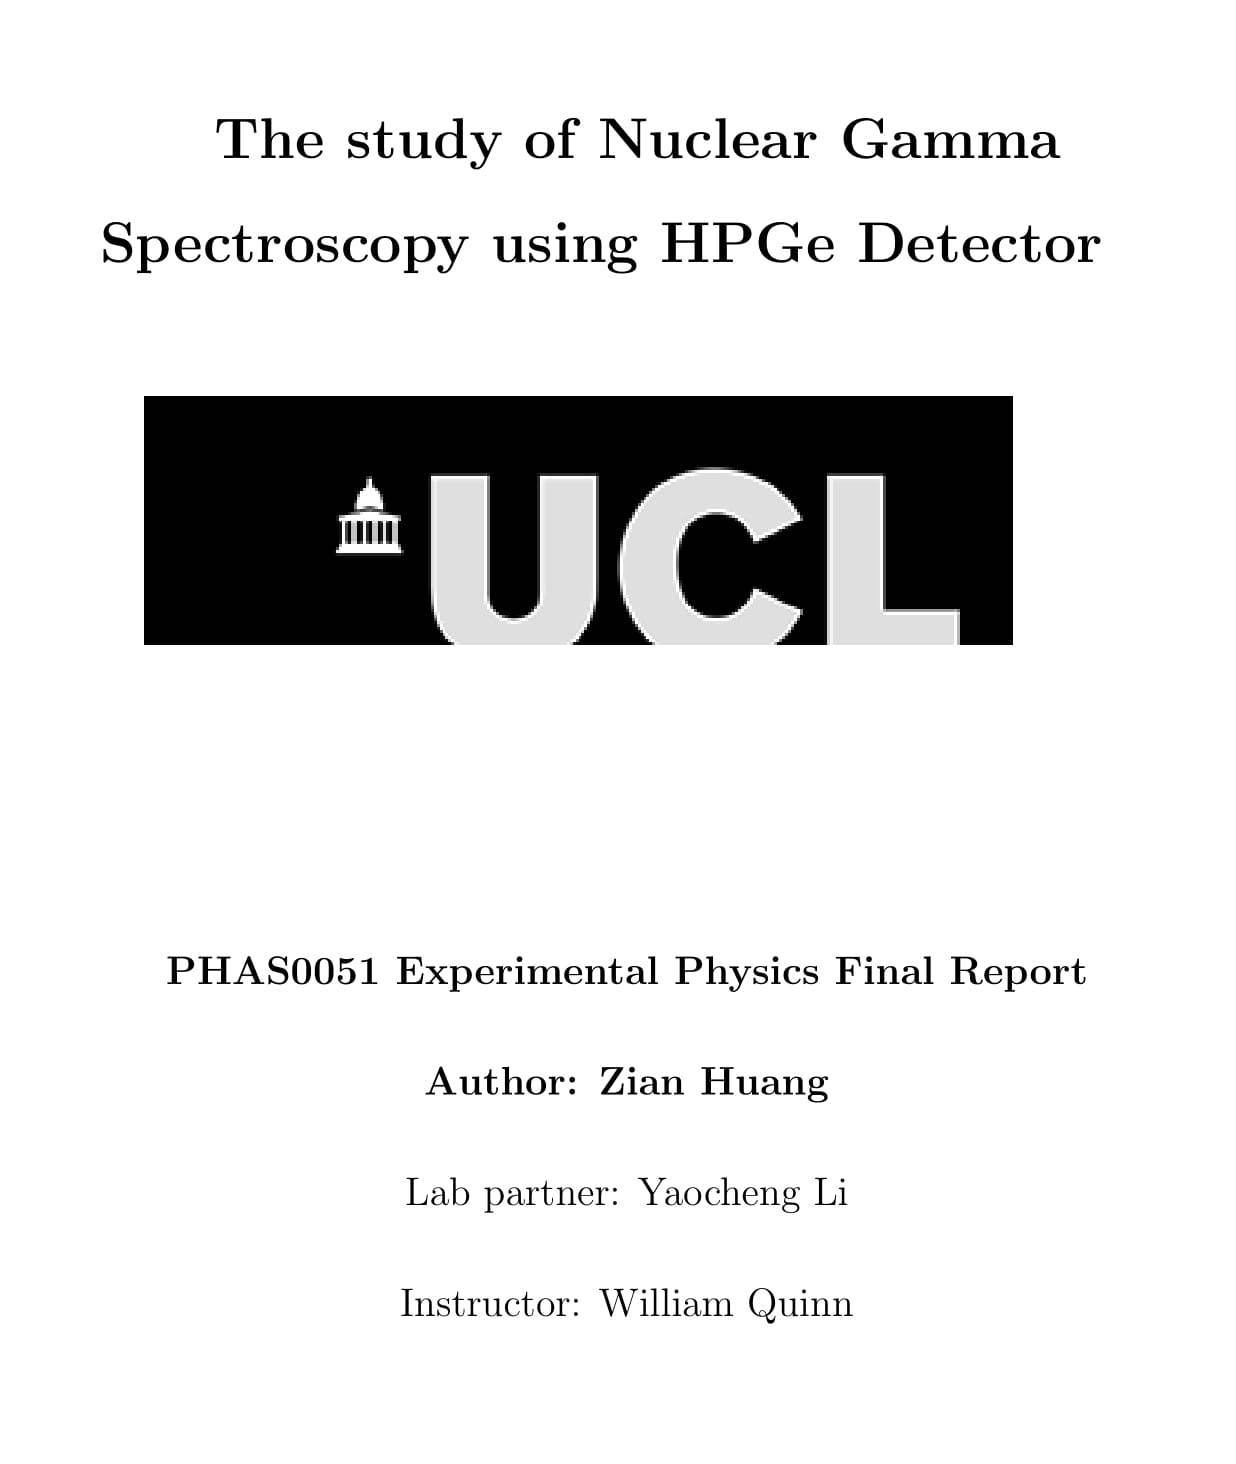 The study of Nuclear Gamma
Spectroscopy using HPGe Detector
UCL
PHAS0051 Experimental Physics Final Report
Author: Zian Huang
Lab partner: Yaocheng Li
Instructor: William Quinn